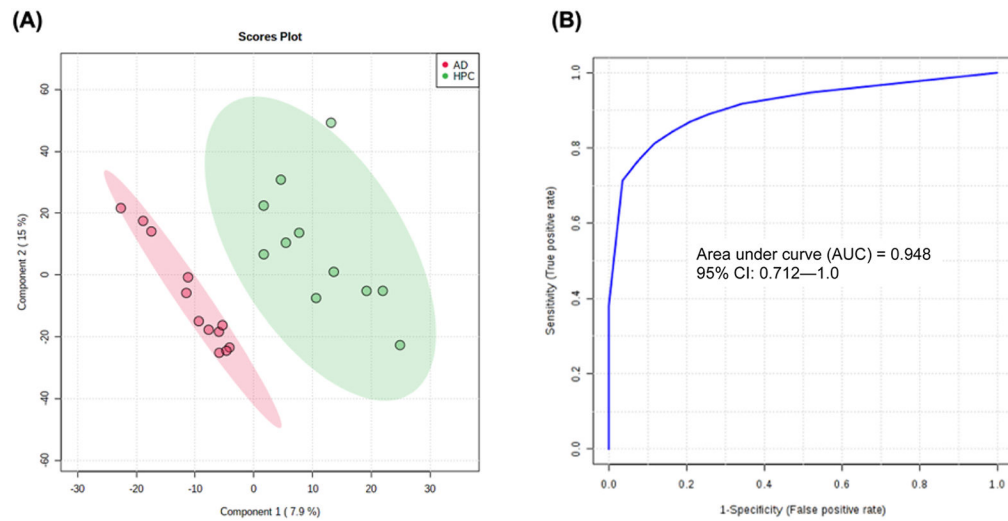 (A)
Scores Plot
AD
HPC
60
40
20
0
-20
-40
-60
Component 2 ( 15 %)
-30
-20
-10
0
10
20
30
Component 1 ( 7.9 %)
(B)
1.0
0.8
0.6
0.4
0.2
0.0
Sensitivity (True positive rate)
Area under curve (AUC) = 0.948
95% CI: 0.712—1.0
0.0
0.2
0.4
0.6
0.8
1.0
1-Specificity (False positive rate)